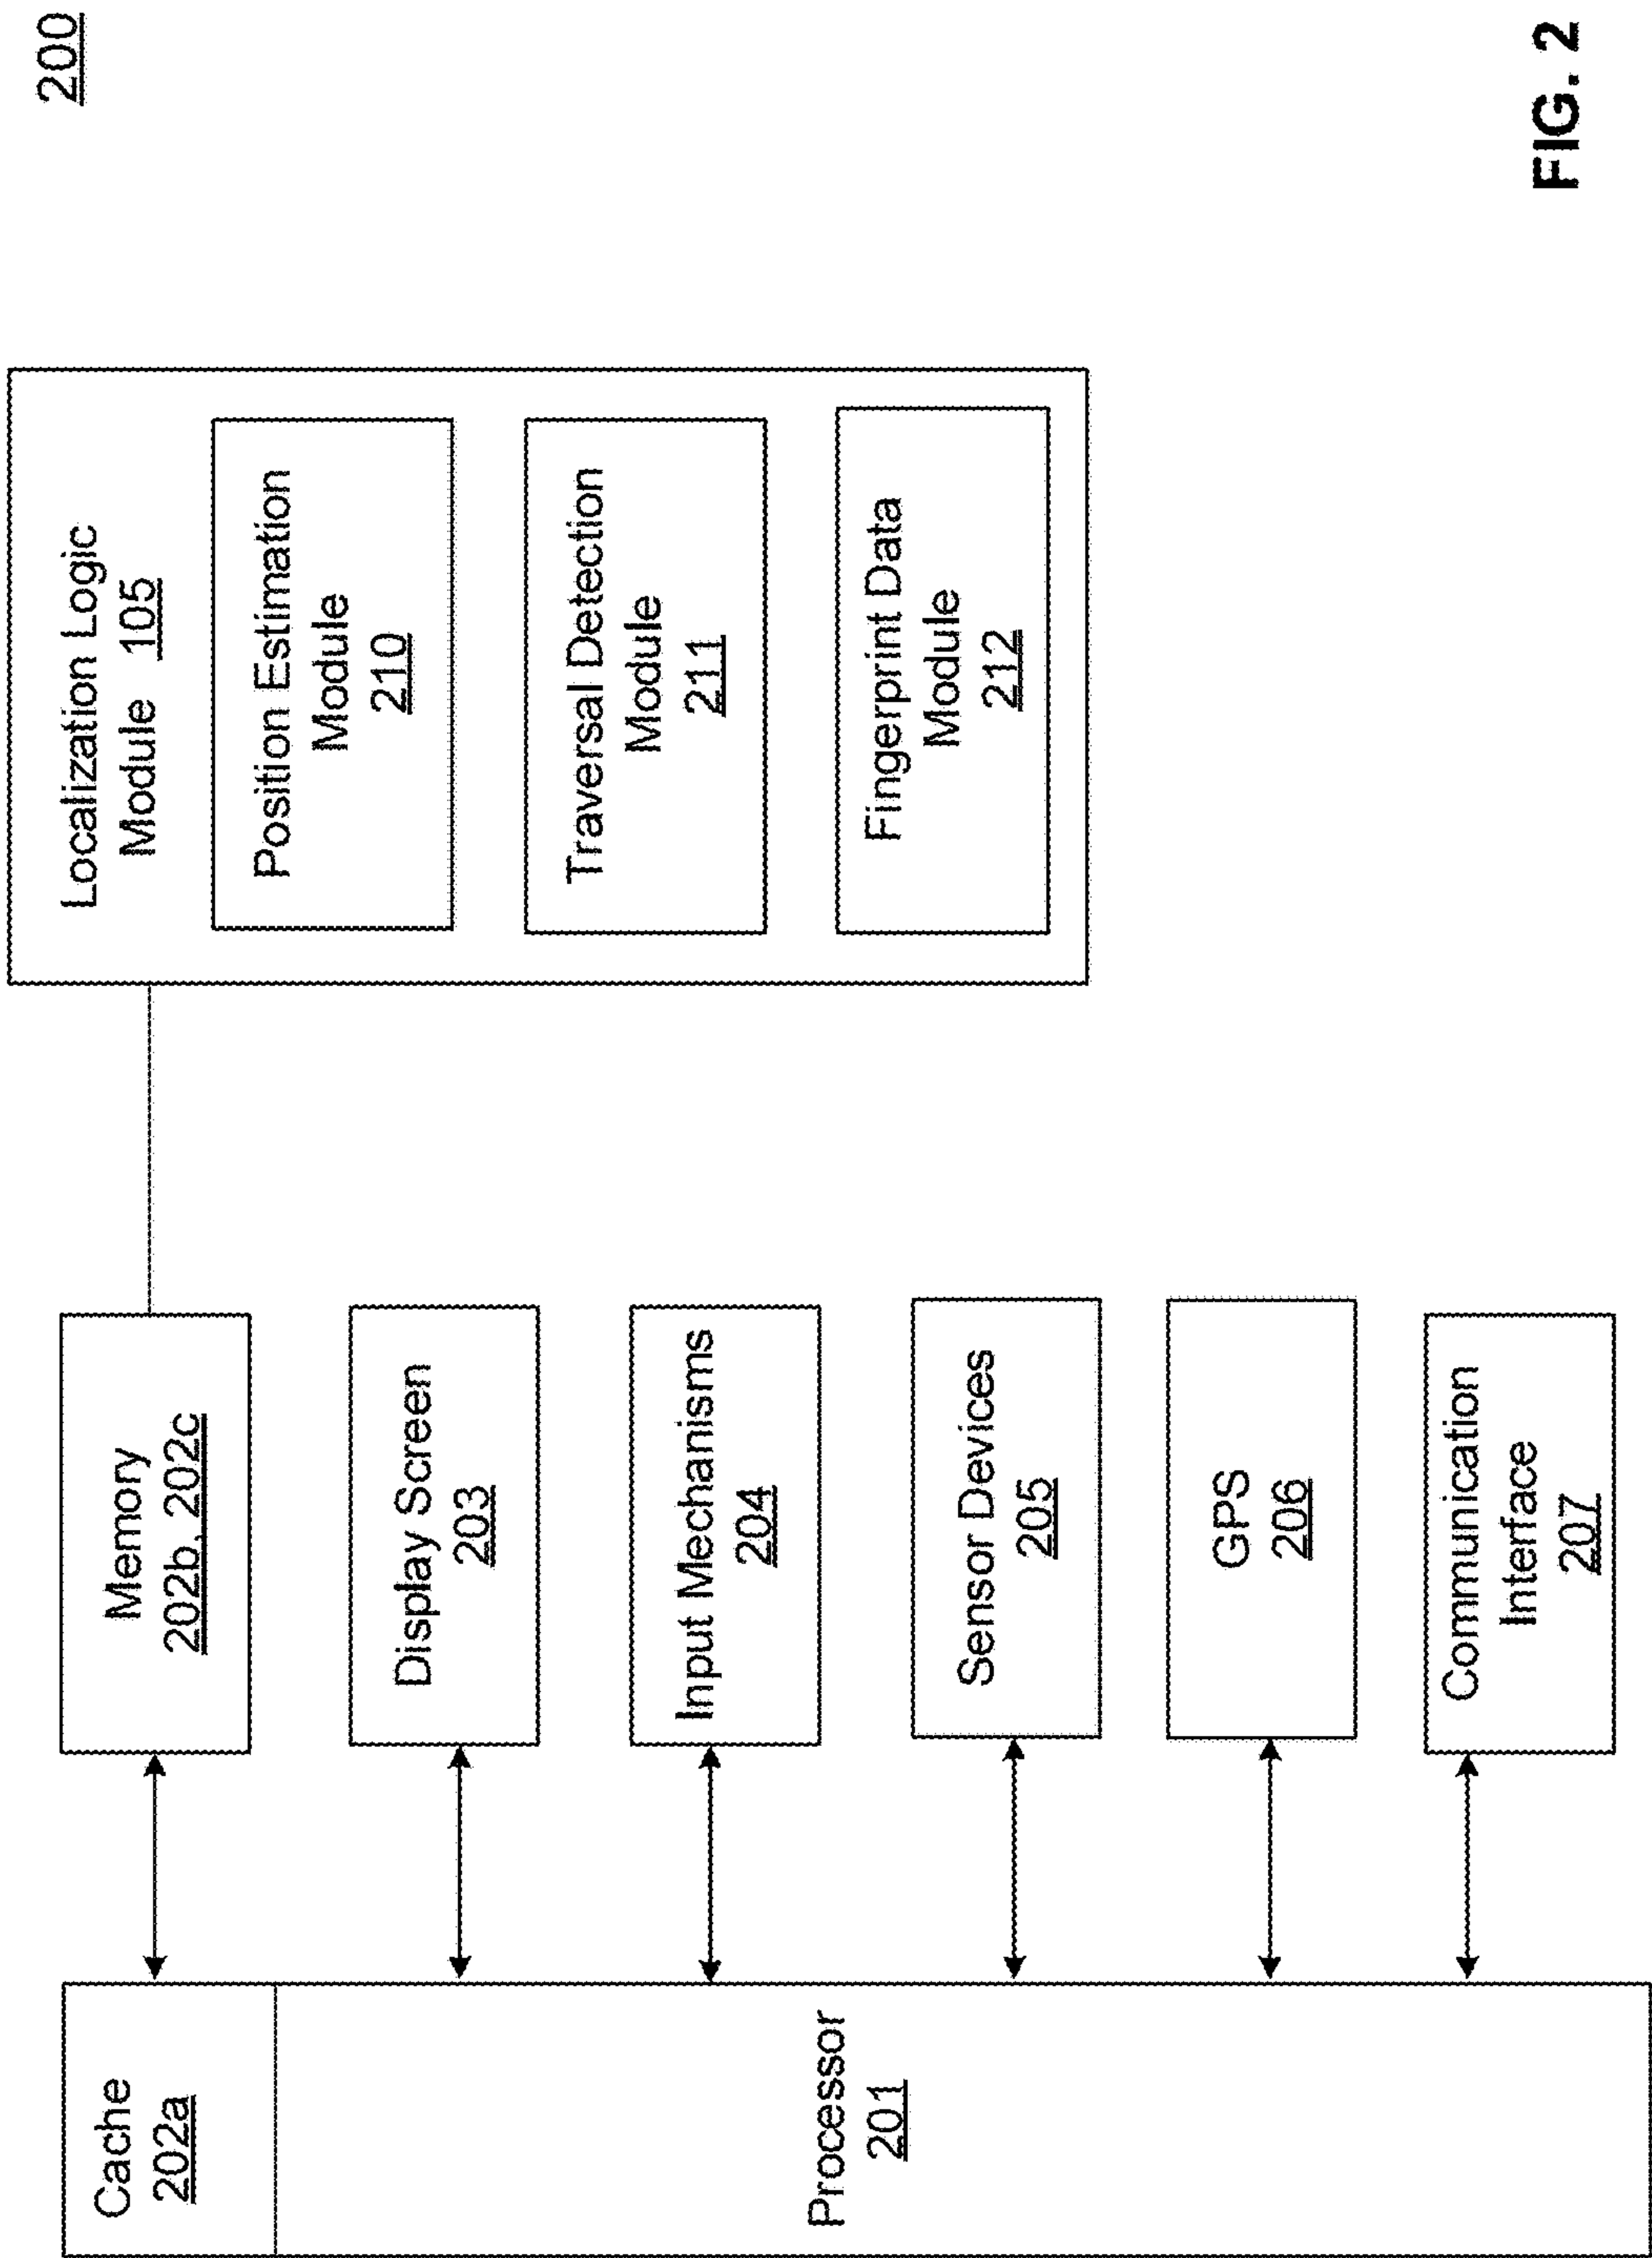 200
Cache
202a
Processor
201
Memory
202b, 202c
Display Screen
203
Input Mechanisms
204
Sensor Devices
205
GPS
206
Communication
Interface
207
Localization Logic
Module 105
Position Estimation
Module
210
Traversal Detection
Module
211
Fingerprint Data
Module
212
FIG. 2